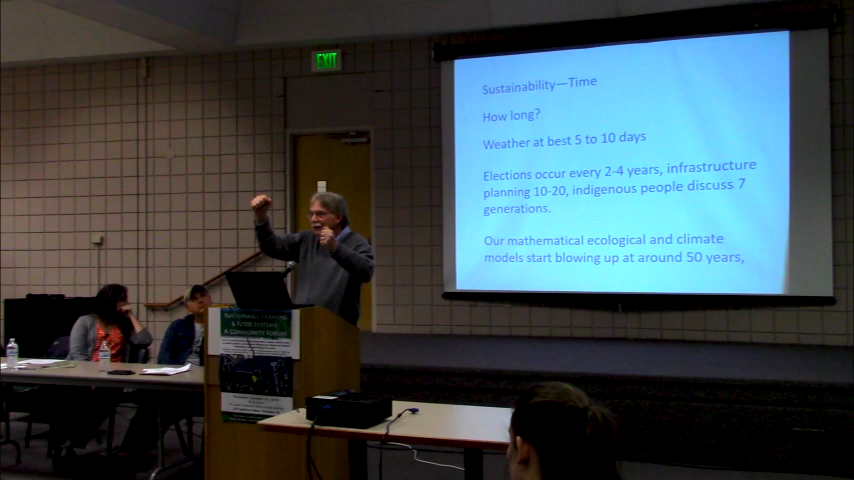 EXIT
Sustainability—Time
How long?
Weather at best 5 to 10 days
Elections occur every 2-4 years, infrastructure
planning 10-20, indigenous people discuss 7
generations.
Our mathematical ecological and climate
models start blowing up at around 50 years,
SUSTAINABLE FARMING
& FOOD SYSTEMS
A COMMUNITY FORUM